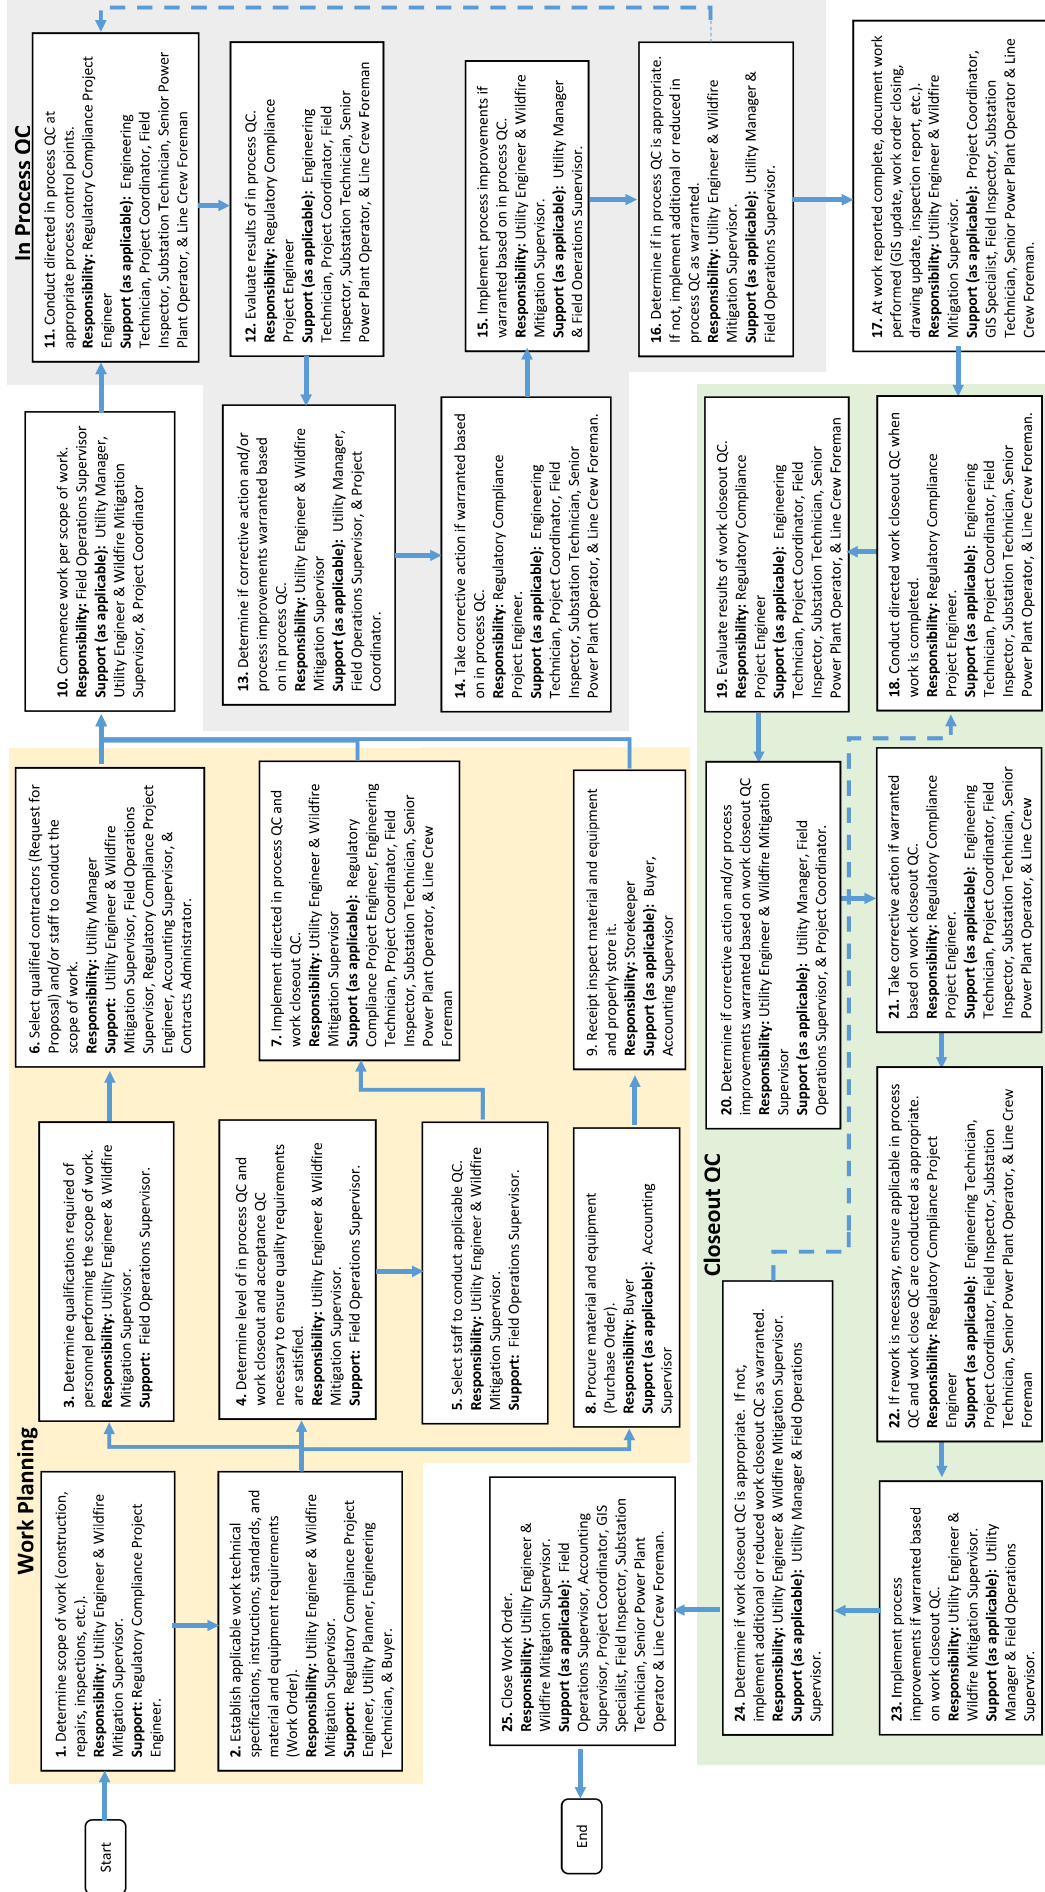 Start
Work Planning
1. Determine scope of work (construction,
repairs, inspections, etc.).
Responsibility: Utility Engineer & Wildfire
Mitigation Supervisor.
Support: Regulatory Compliance Project
Engineer.
2. Establish applicable work technical
specifications, instructions, standards, and
material and equipment requirements
(Work Order).
Responsibility: Utility Engineer & Wildfire
Mitigation Supervisor.
Support: Regulatory Compliance Project
Engineer, Utility Planner, Engineering
Technician, & Buyer.
3. Determine qualifications required of
personnel performing the scope of work.
Responsibility: Utility Engineer & Wildfire
Mitigation Supervisor.
Support: Field Operations Supervisor.
4. Determine level of in process QC and
work closeout and acceptance QC
necessary to ensure quality requirements
are satisfied.
Responsibility: Utility Engineer & Wildfire
Mitigation Supervisor.
Support: Field Operations Supervisor.
5. Select staff to conduct applicable QC.
Responsibility: Utility Engineer & Wildfire
Mitigation Supervisor.
Support: Field Operations Supervisor.
6. Select qualified contractors (Request for
Proposal) and/or staff to conduct the
scope of work.
Responsibility: Utility Manager
Support: Utility Engineer & Wildfire
Mitigation Supervisor, Field Operations
Supervisor, Regulatory Compliance Project
Engineer, Accounting Supervisor, &
Contracts Administrator.
7. Implement directed in process QC and
work closeout QC.
Responsibility: Utility Engineer & Wildfire
Mitigation Supervisor
Support (as applicable): Regulatory
Compliance Project Engineer, Engineering
Technician, Project Coordinator, Field
Inspector, Substation Technician, Senior
Power Plant Operator, & Line Crew
Foreman
8. Procure material and equipment
(Purchase Order).
Responsibility: Buyer
Support (as applicable): Accounting
Supervisor
9. Receipt inspect material and equipment
and properly store it.
Responsibility: Storekeeper
Support (as applicable): Buyer,
Accounting Supervisor
10. Commence work per scope of work.
Responsibility: Field Operations Supervisor
Support (as applicable): Utility Manager,
Utility Engineer & Wildfire Mitigation
Supervisor, & Project Coordinator
In Process QC
11. Conduct directed in process QC at
appropriate process control points.
Responsibility: Regulatory Compliance Project
Engineer
Support (as applicable): Engineering
Technician, Project Coordinator, Field
Inspector, Substation Technician, Senior Power
Plant Operator, & Line Crew Foreman
12. Evaluate results of in process QC.
Responsibility: Regulatory Compliance
Project Engineer
Support (as applicable): Engineering
Technician, Project Coordinator, Field
Inspector, Substation Technician, Senior
Power Plant Operator, & Line Crew Foreman
13. Determine if corrective action and/or
process improvements warranted based
on in process QC.
Responsibility: Utility Engineer & Wildfire
Mitigation Supervisor
Support (as applicable): Utility Manager,
Field Operations Supervisor, & Project
Coordinator.
14. Take corrective action if warranted based
on in process QC.
Responsibility: Regulatory Compliance
Project Engineer.
Support (as applicable): Engineering
Technician, Project Coordinator, Field
Inspector, Substation Technician, Senior
Power Plant Operator, & Line Crew Foreman.
15. Implement process improvements if
warranted based on in process QC.
Responsibility: Utility Engineer & Wildfire
Mitigation Supervisor.
Support (as applicable): Utility Manager
& Field Operations Supervisor.
16. Determine if in process QC is appropriate.
If not, implement additional or reduced in
process QC as warranted.
Responsibility: Utility Engineer & Wildfire
Mitigation Supervisor.
Support (as applicable): Utility Manager &
Field Operations Supervisor.
17. At work reported complete, document work
performed (GIS update, work order closing,
drawing update, inspection report, etc.).
Responsibility: Utility Engineer & Wildfire
Mitigation Supervisor.
Support (as applicable): Project Coordinator,
GIS Specialist, Field Inspector, Substation
Technician, Senior Power Plant Operator & Line
Crew Foreman.
Closeout QC
18. Conduct directed work closeout QC when
work is completed.
Responsibility: Regulatory Compliance
Project Engineer.
Support (as applicable): Engineering
Technician, Project Coordinator, Field
Inspector, Substation Technician, Senior
Power Plant Operator, & Line Crew Foreman.
19. Evaluate results of work closeout QC.
Responsibility: Regulatory Compliance
Project Engineer
Support (as applicable): Engineering
Technician, Project Coordinator, Field
Inspector, Substation Technician, Senior
Power Plant Operator, & Line Crew Foreman
20. Determine if corrective action and/or process
improvements warranted based on work closeout QC
Responsibility: Utility Engineer & Wildfire Mitigation
Supervisor
Support (as applicable): Utility Manager, Field
Operations Supervisor, & Project Coordinator.
21. Take corrective action if warranted
based on work closeout QC.
Responsibility: Regulatory Compliance
Project Engineer.
Support (as applicable): Engineering
Technician, Project Coordinator, Field
Inspector, Substation Technician, Senior
Power Plant Operator, & Line Crew
22. If rework is necessary, ensure applicable in process
QC and work close QC are conducted as appropriate.
Responsibility: Regulatory Compliance Project
Engineer
Support (as applicable): Engineering Technician,
Project Coordinator, Field Inspector, Substation
Technician, Senior Power Plant Operator, & Line Crew
Foreman
23. Implement process
improvements if warranted based
on work closeout QC.
Responsibility: Utility Engineer &
Wildfire Mitigation Supervisor.
Support (as applicable): Utility
Manager & Field Operations
Supervisor.
24. Determine if work closeout QC is appropriate. If not,
implement additional or reduced work closeout QC as warranted.
Responsibility: Utility Engineer & Wildfire Mitigation Supervisor.
Support (as applicable): Utility Manager & Field Operations
Supervisor.
25. Close Work Order.
Responsibility: Utility Engineer &
Wildfire Mitigation Supervisor.
Support (as applicable): Field
Operations Supervisor, Accounting
Supervisor, Project Coordinator, GIS
Specialist, Field Inspector, Substation
Technician, Senior Power Plant
Operator & Line Crew Foreman.
End